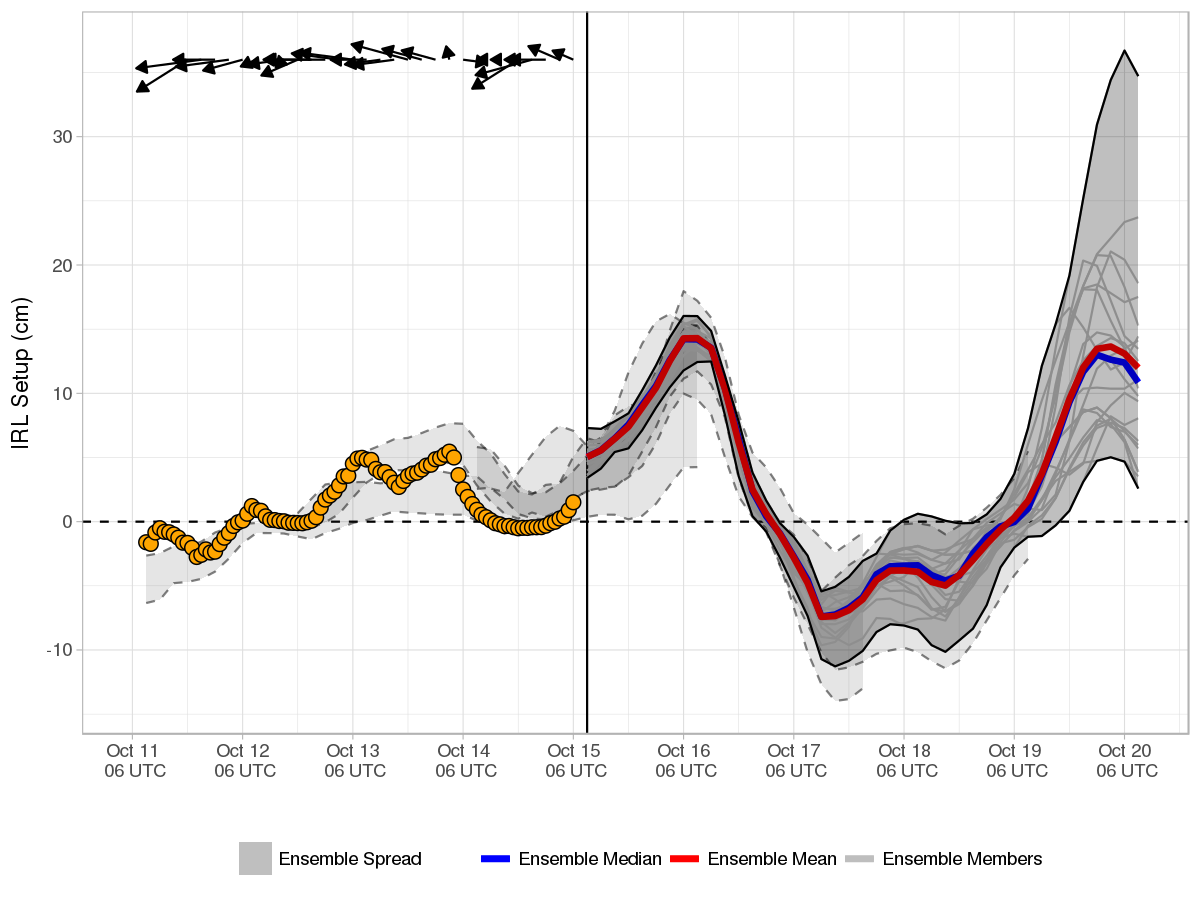 IRL Setup (cm)
30
20
10
0
-10
Oct 11 Oct 12 Oct 13 Oct 14 Oct 15 Oct 16 Oct 17 Oct 18 Oct 19 Oct 20
06 UTC 06 UTC 06 UTC 06 UTC 06 UTC 06 UTC 06 UTC 06 UTC 06 UTC 06 UTC
Ensemble Spread Ensemble Median Ensemble Mean Ensemble Members